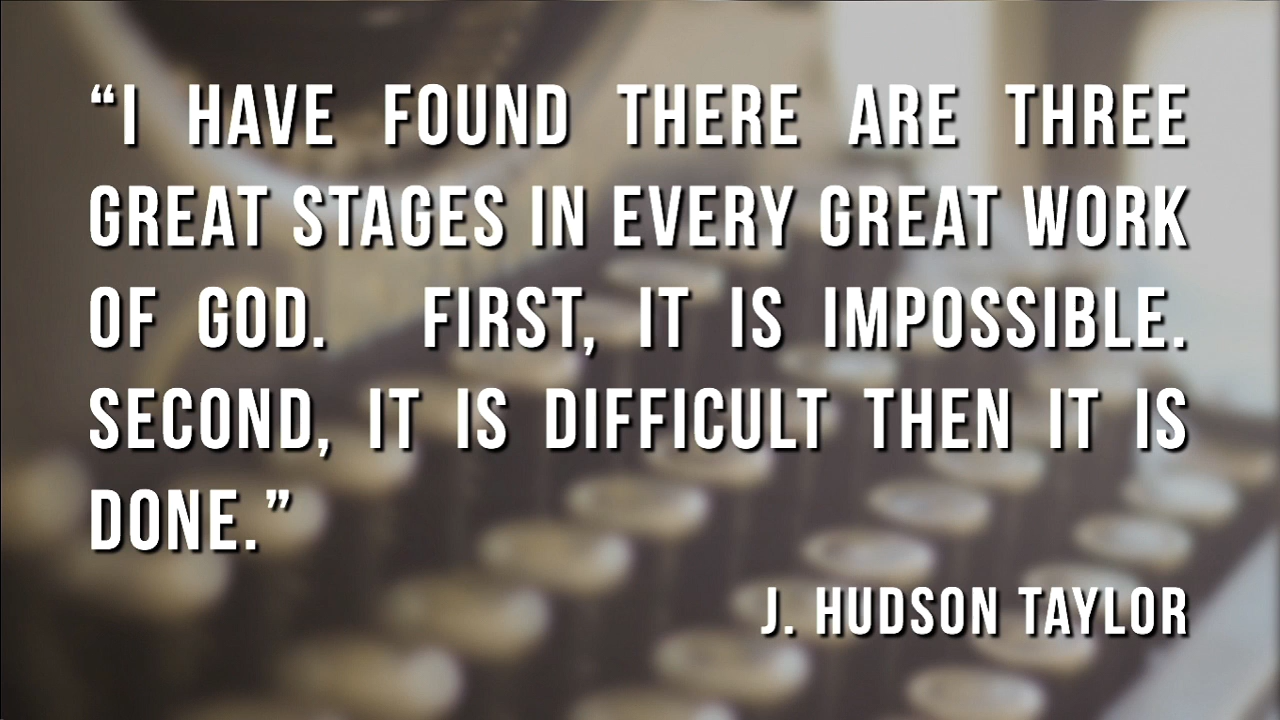 “I HAVE FOUND THERE ARE THREE
GREAT STAGES IN EVERY GREAT WORK
OF GOD. FIRST, IT IS IMPOSSIBLE.
SECOND, IT IS DIFFICULT THEN IT IS
DONE.”
J. HUDSON TAYLOR